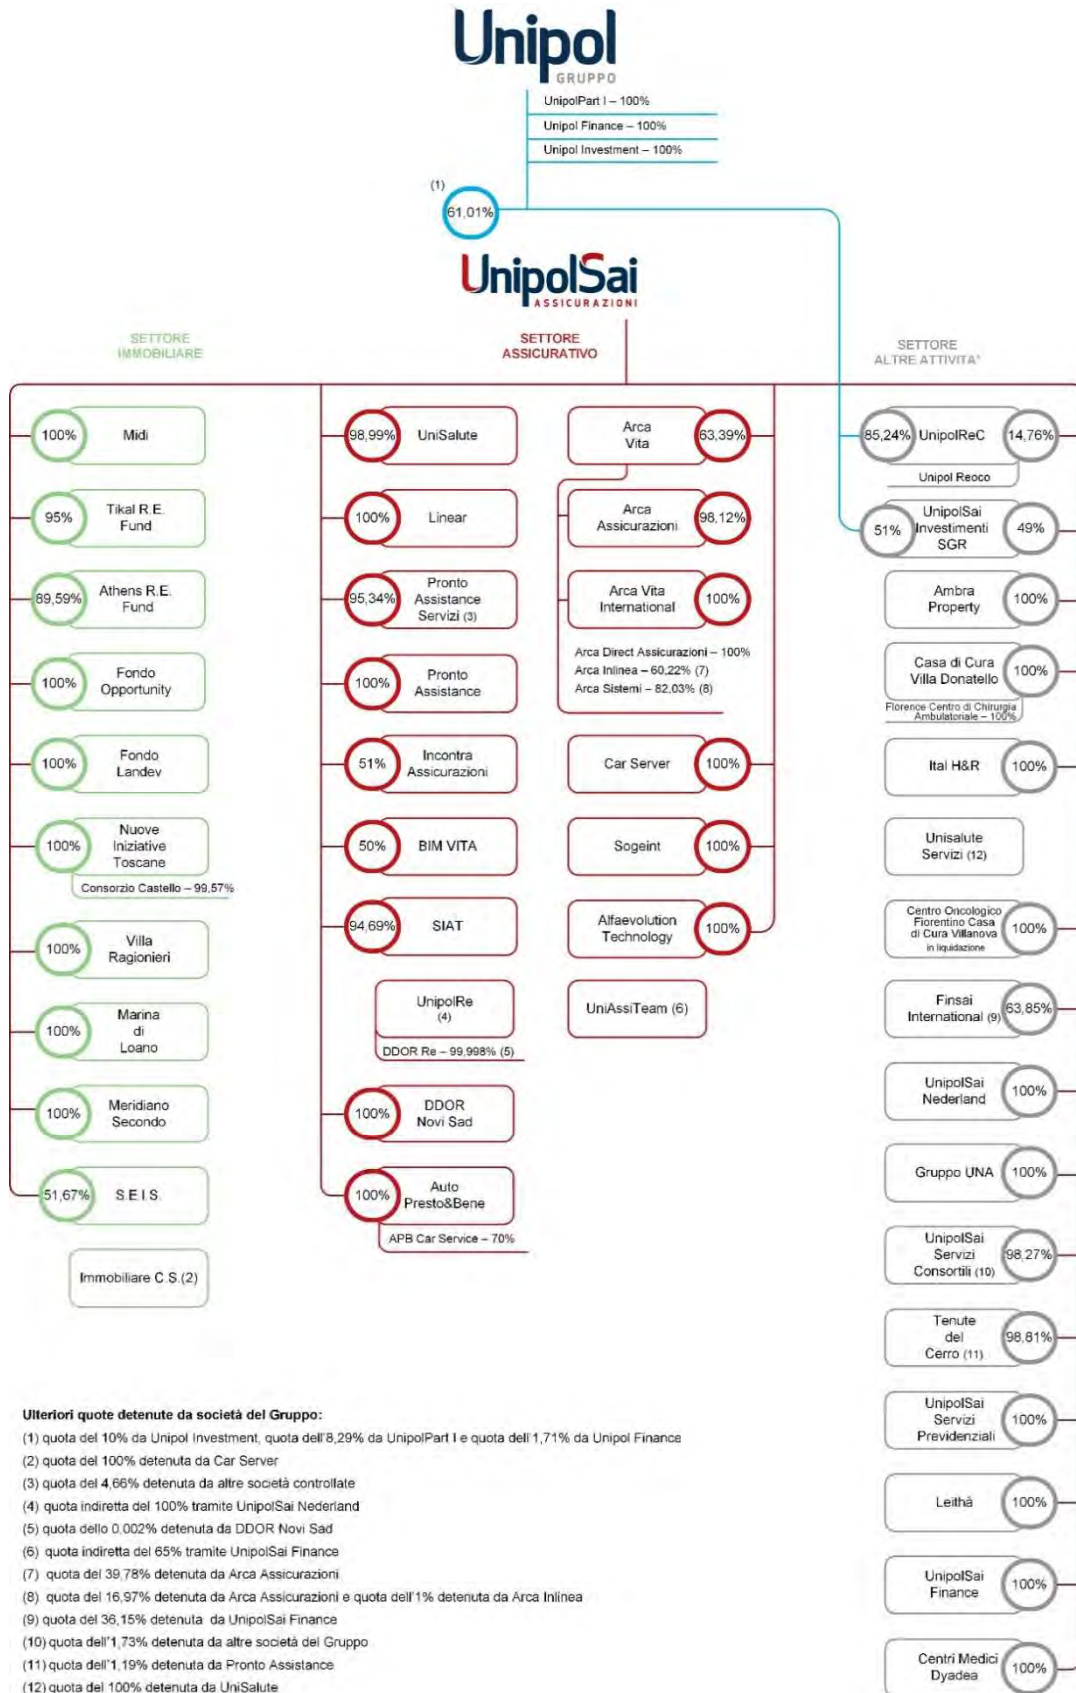 Unipol
GRUPPO
UnipolPart I – 100%
Unipol Finance – 100%
Unipol Investment – 100%
(1)
61,01%
UnipolSai
ASSICURAZIONI
SETTORE
IMMOBILIARE
100%
Midi
95%
Tikal R.E.
Fund
89,59%
Athens R.E.
Fund
100%
Fondo
Opportunity
100%
Fondo
Landev
100%
Nuove
Iniziative
Toscane
Consorzio Castello – 99,57%
100%
Villa
Ragionieri
100%
Marina
di
Loano
100%
Meridiano
Secondo
51,67%
S.E.I.S.
Immobiliare C.S.(2)
SETTORE
ASSICURATIVO
98,99%
UniSalute
100%
Linear
95,34%
Pronto
Assistance
Servizi (3)
100%
Pronto
Assistance
51%
Incontra
Assicurazioni
50%
BIM VITA
94,69%
SIAT
UnipolRe
(4)
DDOR Re – 99,998% (5)
100%
DDOR
Novi Sad
100%
Auto
Presto&Bene
APB Car Service – 70%
Arca
Vita
63,39%
Arca
Assicurazioni
98,12%
Arca Vita
International
100%
Arca Direct Assicurazioni – 100%
Arca Inlinea – 60,22% (7)
Arca Sistemi – 82,03% (8)
Car Server
100%
Sogeint
100%
Alfaevolution
Technology
100%
UniAssiTeam (6)
SETTORE
ALTRE ATTIVITA'
85,24%
UnipolReC
14,76%
Unipol Reoco
51%
UnipolSai
Investimenti
SGR
49%
Ambra
Property
100%
Casa di Cura
Villa Donatello
100%
Florence Centro di Chirurgia
Ambulatoriale – 100%
Ital H&R
100%
Unisalute
Servizi (12)
Centro Oncologico
Fiorentino Casa
di Cura Villanova
in liquidazione
100%
Finsai
International (9)
63,85%
UnipolSai
Nederland
100%
Gruppo UNA
100%
UnipolSai
Servizi
Consortili (10)
98,27%
Tenute
del
Cerro (11)
98,81%
UnipolSai
Servizi
Previdenziali
100%
Leithà
100%
UnipolSai
Finance
100%
Centri Medici
Dyadea
100%
Ulteriori quote detenute da società del Gruppo:
(1) quota del 10% da Unipol Investment, quota dell'8,29% da UnipolPart I e quota dell'1,71% da Unipol Finance
(2) quota del 100% detenuta da Car Server
(3) quota del 4,66% detenuta da altre società controllate
(4) quota indiretta del 100% tramite UnipolSai Nederland
(5) quota dello 0,002% detenuta da DDOR Novi Sad
(6) quota indiretta del 65% tramite UnipolSai Finance
(7) quota del 39,78% detenuta da Arca Assicurazioni
(8) quota del 16,97% detenuta da Arca Assicurazioni e quota dell'1% detenuta da Arca Inlinea
(9) quota del 36,15% detenuta da UnipolSai Finance
(10) quota dell'1,73% detenuta da altre società del Gruppo
(11) quota dell'1,19% detenuta da Pronto Assistance
(12) quota del 100% detenuta da UniSalute